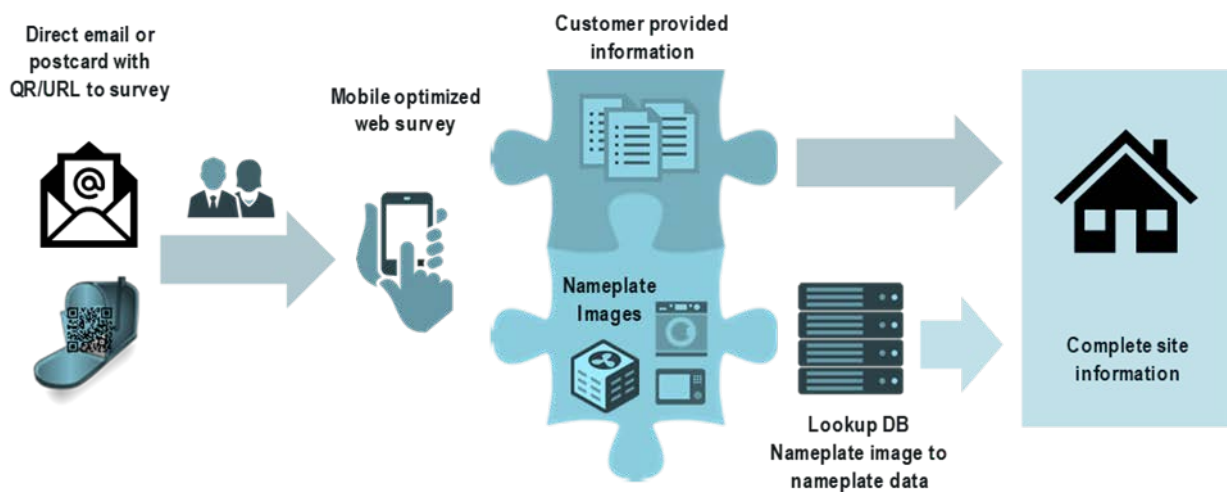 Direct email or
postcard with
QR/URL to survey
Mobile optimized
web survey
Customer provided
information
Nameplate
Images
Lookup DB
Nameplate image to
nameplate data
Complete site
information
@